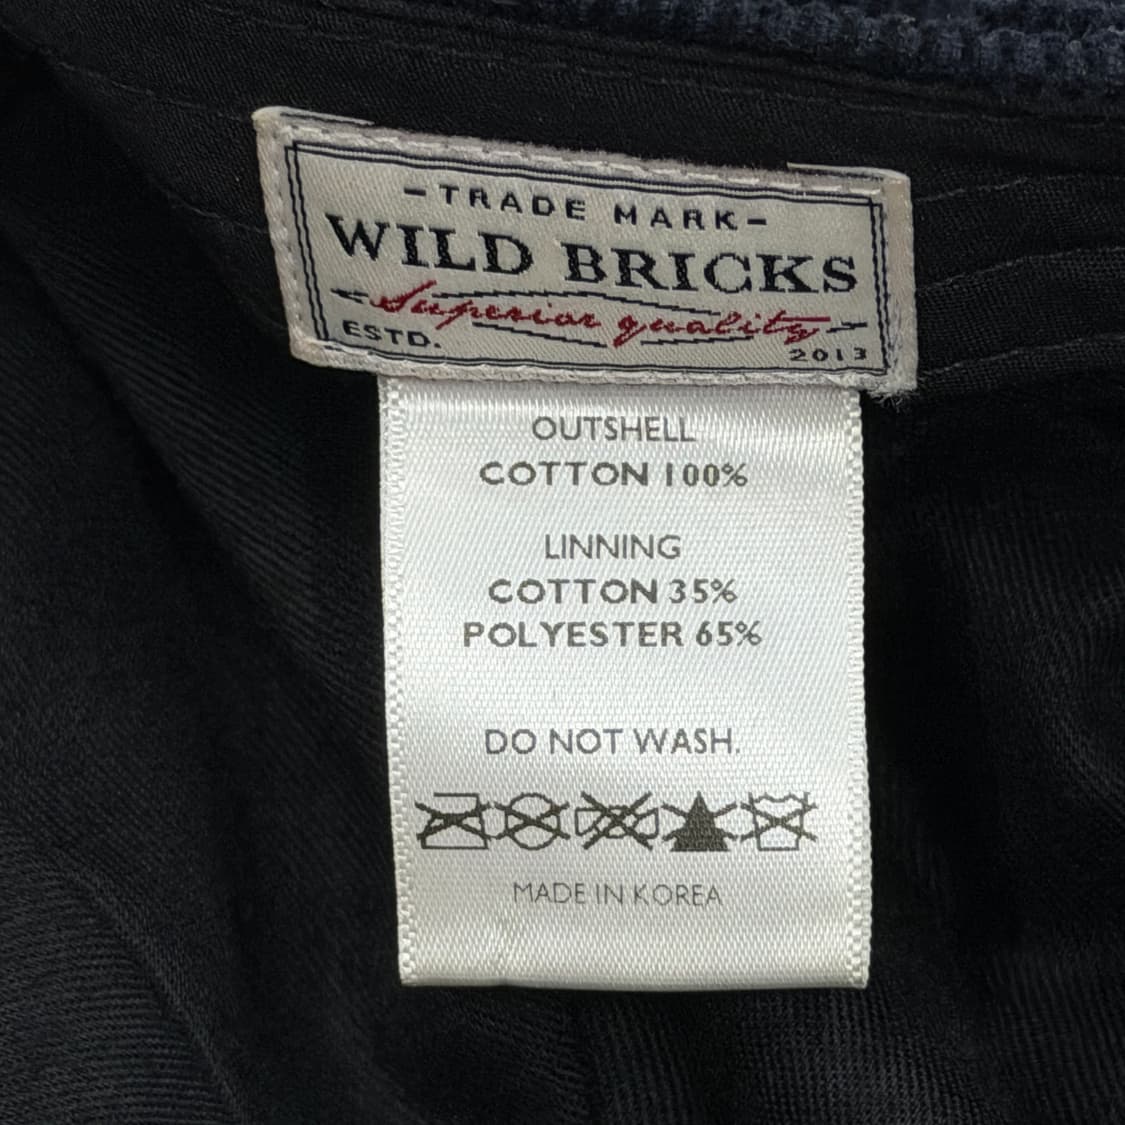 -TRADE MARK-
WILD BRICKS
Superior quality
ESTD.
2013
OUTSHELL
COTTON 100%
LINNING
COTTON 35%
POLYESTER 65%
DO NOT WASH.
MADE IN KOREA